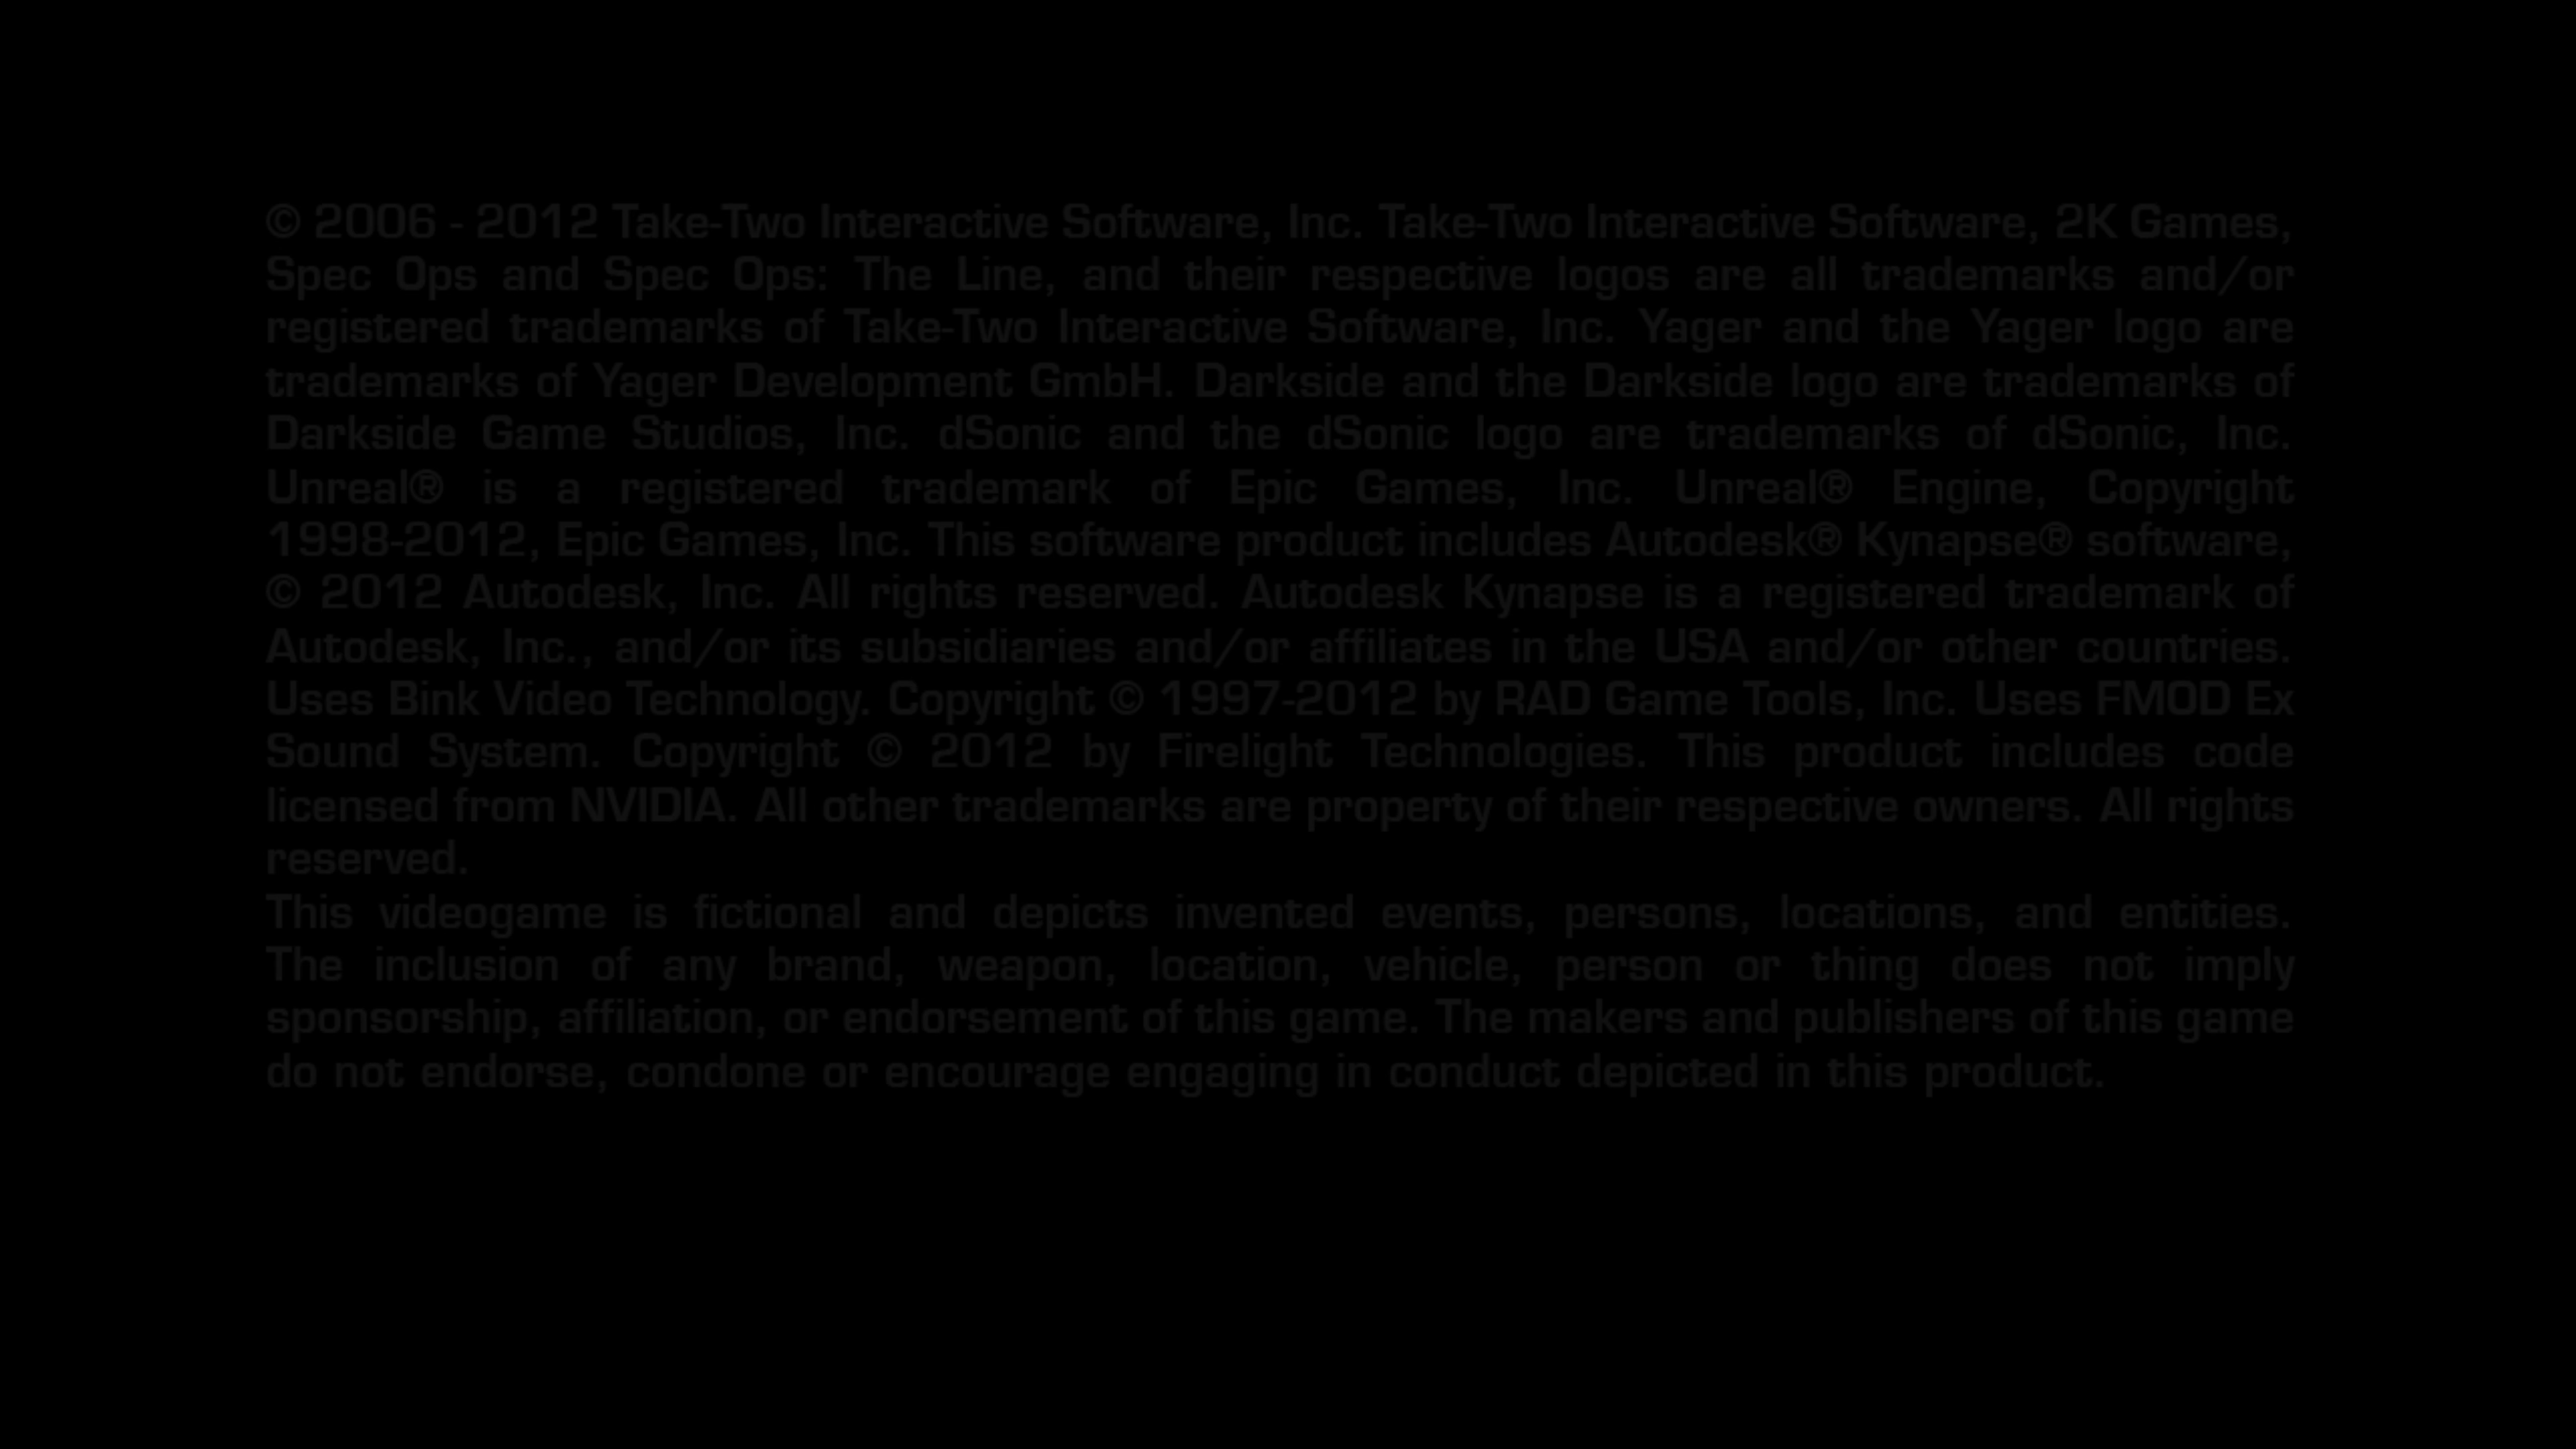 © 2006 - 2012 Take-Two Interactive Software, Inc. Take-Two Interactive Software, 2K Games,
Spec Ops and Spec Ops: The Line, and their respective logos are all trademarks and/or
registered trademarks of Take-Two Interactive Software, Inc. Yager and the Yager logo are
trademarks of Yager Development GmbH. Darkside and the Darkside logo are trademarks of
Darkside Game Studios, Inc. dSonic and the dSonic logo are trademarks of dSonic, Inc.
Unreal® is a registered trademark of Epic Games, Inc. Unreal® Engine, Copyright
1998-2012, Epic Games, Inc. This software product includes Autodesk® Kynapse® software,
© 2012 Autodesk, Inc. All rights reserved. Autodesk Kynapse is a registered trademark of
Autodesk, Inc., and/or its subsidiaries and/or affiliates in the USA and/or other countries.
Uses Bink Video Technology. Copyright © 1997-2012 by RAD Game Tools, Inc. Uses FMOD Ex
Sound System. Copyright © 2012 by Firelight Technologies. This product includes code
licensed from NVIDIA. All other trademarks are property of their respective owners. All rights
reserved.
This videogame is fictional and depicts invented events, persons, locations, and entities.
The inclusion of any brand, weapon, location, vehicle, person or thing does not imply
sponsorship, affiliation, or endorsement of this game. The makers and publishers of this game
do not endorse, condone or encourage engaging in conduct depicted in this product.